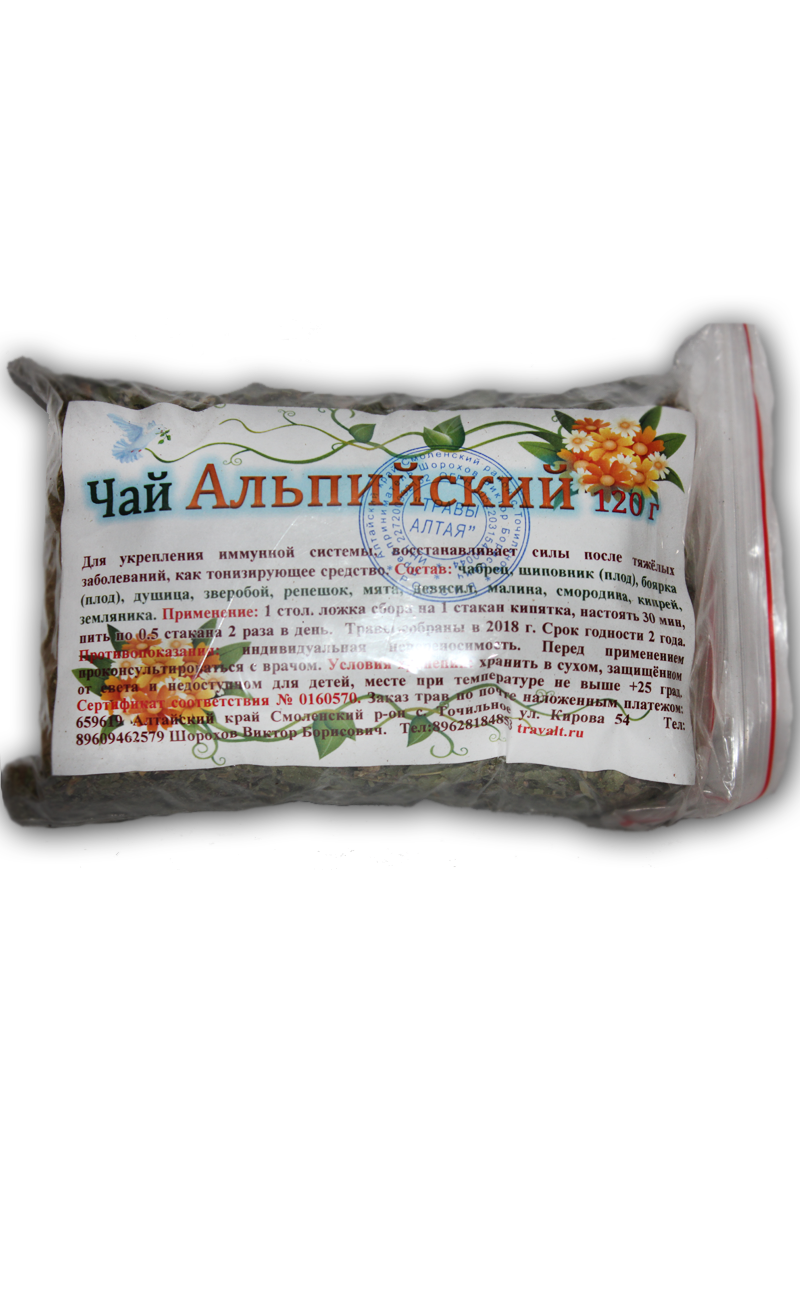 Чай Альпийский 120 г
"ТРАВЫ
АЛТАЯ"
Для укрепления иммунной системы, восстанавливает силы после тяжёлых
заболеваний, как тонизирующее средство. Состав: чабрец, шиповник (плод), боярка
(плод), душица, зверобой, репешок, мята, девясил, малина, смородина, кипрей,
земляника. Применение: 1 стол. ложка сбора на 1 стакан кипятка, настоять 30 мин,
пить по 0.5 стакана 2 раза в день. Травы собраны в 2018 г. Срок годности 2 года.
Противопоказания: индивидуальная непереносимость. Перед применением
проконсультироваться с врачом. Условия хранить в сухом, защищённом
от света и недоступном для детей, месте при температуре не выше +25 град.
Сертификат соответствия № 0160570. Заказ трав по почте наложенным платежом:
659619 Алтайский край Смоленский р-он с Точильное ул. Кирова 54 Тел:
89609462579 Шорохов Виктор Борисович. travalt.ru